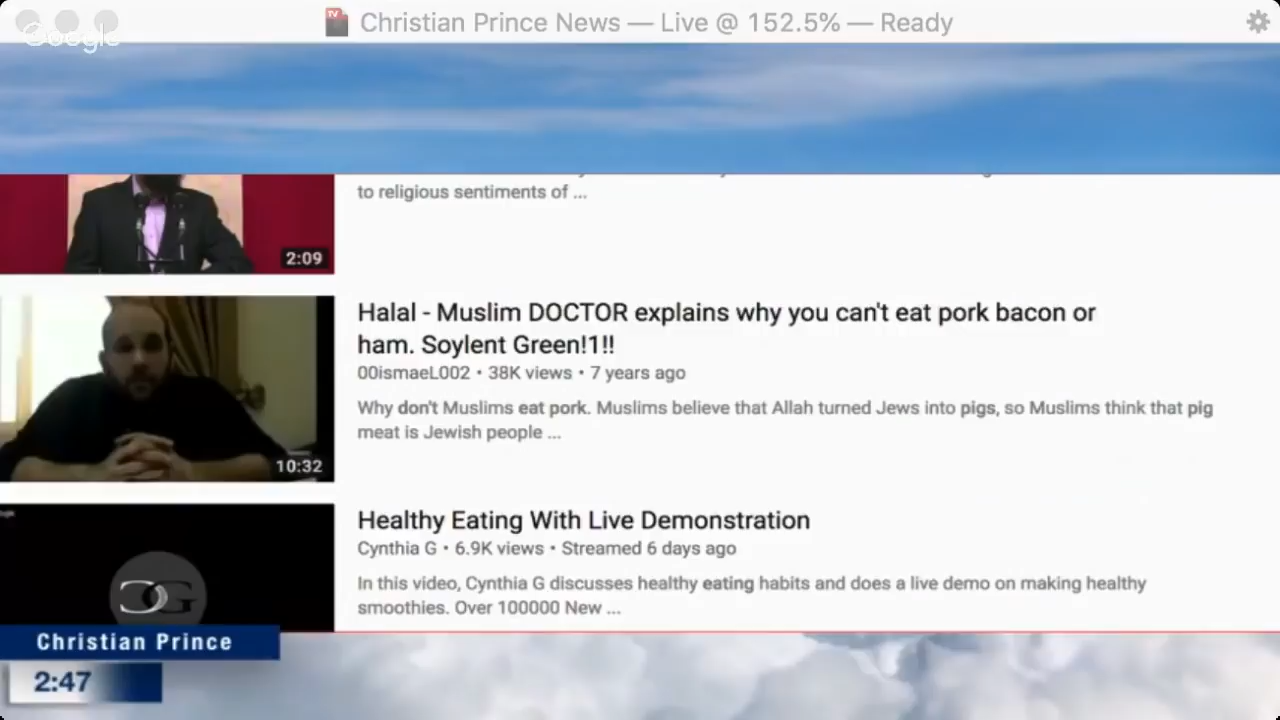 Christian Prince News — Live @ 152.5% — Ready
Google
to religious sentiments of ...
2:09
Halal - Muslim DOCTOR explains why you can't eat pork bacon or
ham. Soylent Green!1!!
00ismaeL002 • 38K views • 7 years ago
Why don't Muslims eat pork. Muslims believe that Allah turned Jews into pigs, so Muslims think that pig
meat is Jewish people ...
10:32
Healthy Eating With Live Demonstration
Cynthia G • 6.9K views • Streamed 6 days ago
In this video, Cynthia G discusses healthy eating habits and does a live demo on making healthy
smoothies. Over 100000 New ...
CG
Christian Prince
2:47